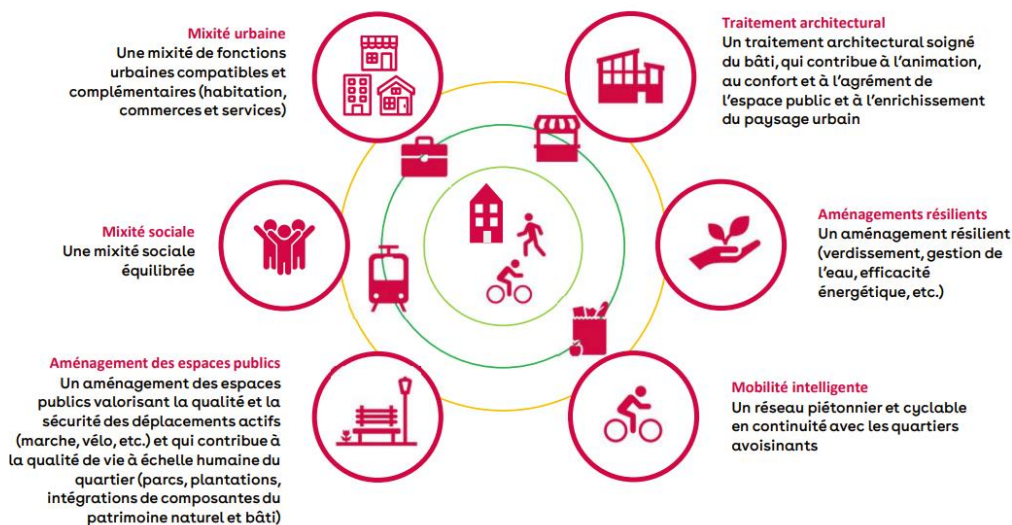 Mixité urbaine
Une mixité de fonctions
urbaines compatibles et
complémentaires (habitation,
commerces et services)
Traitement architectural
Un traitement architectural soigné
du bâti, qui contribue à l'animation,
au confort et à l'agrément de
l'espace public et à l'enrichissement
du paysage urbain
Mixité sociale
Une mixité sociale
équilibrée
Aménagements résilients
Un aménagement résilient
(verdissement, gestion de
l'eau, efficacité
énergétique, etc.)
Aménagement des espaces publics
Un aménagement des espaces
publics valorisant la qualité et la
sécurité des déplacements actifs
(marche, vélo, etc.) et qui contribue à
la qualité de vie à échelle humaine du
quartier (parcs, plantations,
intégrations de composantes du
patrimoine naturel et bâti)
Mobilité intelligente
Un réseau piétonnier et cyclable
en continuité avec les quartiers
avoisinants